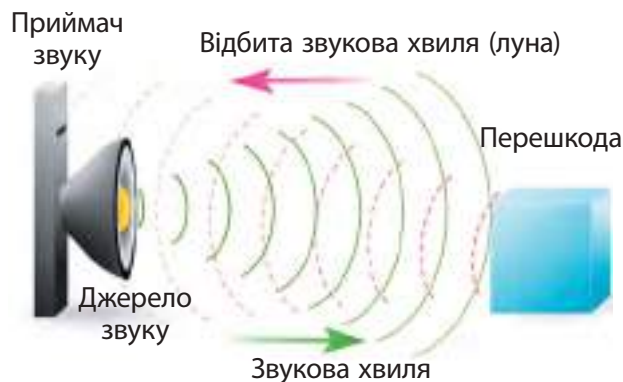 Приймач
звуку
Відбита звукова хвиля (луна)
Перешкода
Джерело
звуку
Звукова хвиля